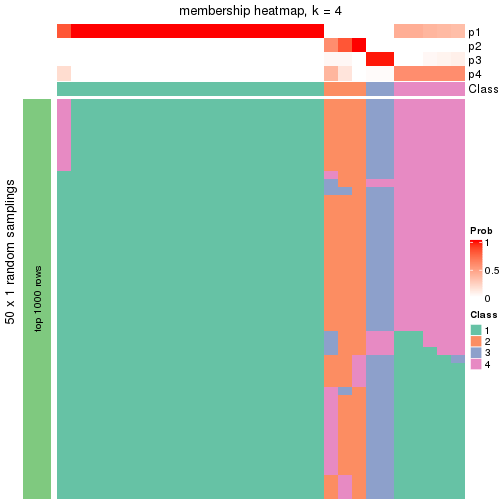 membership heatmap, k = 4
p1
p2
p3
p4
Class
50 x 1 random samplings
top 1000 rows
Prob
1
0.5
0
Class
1
2
3
4